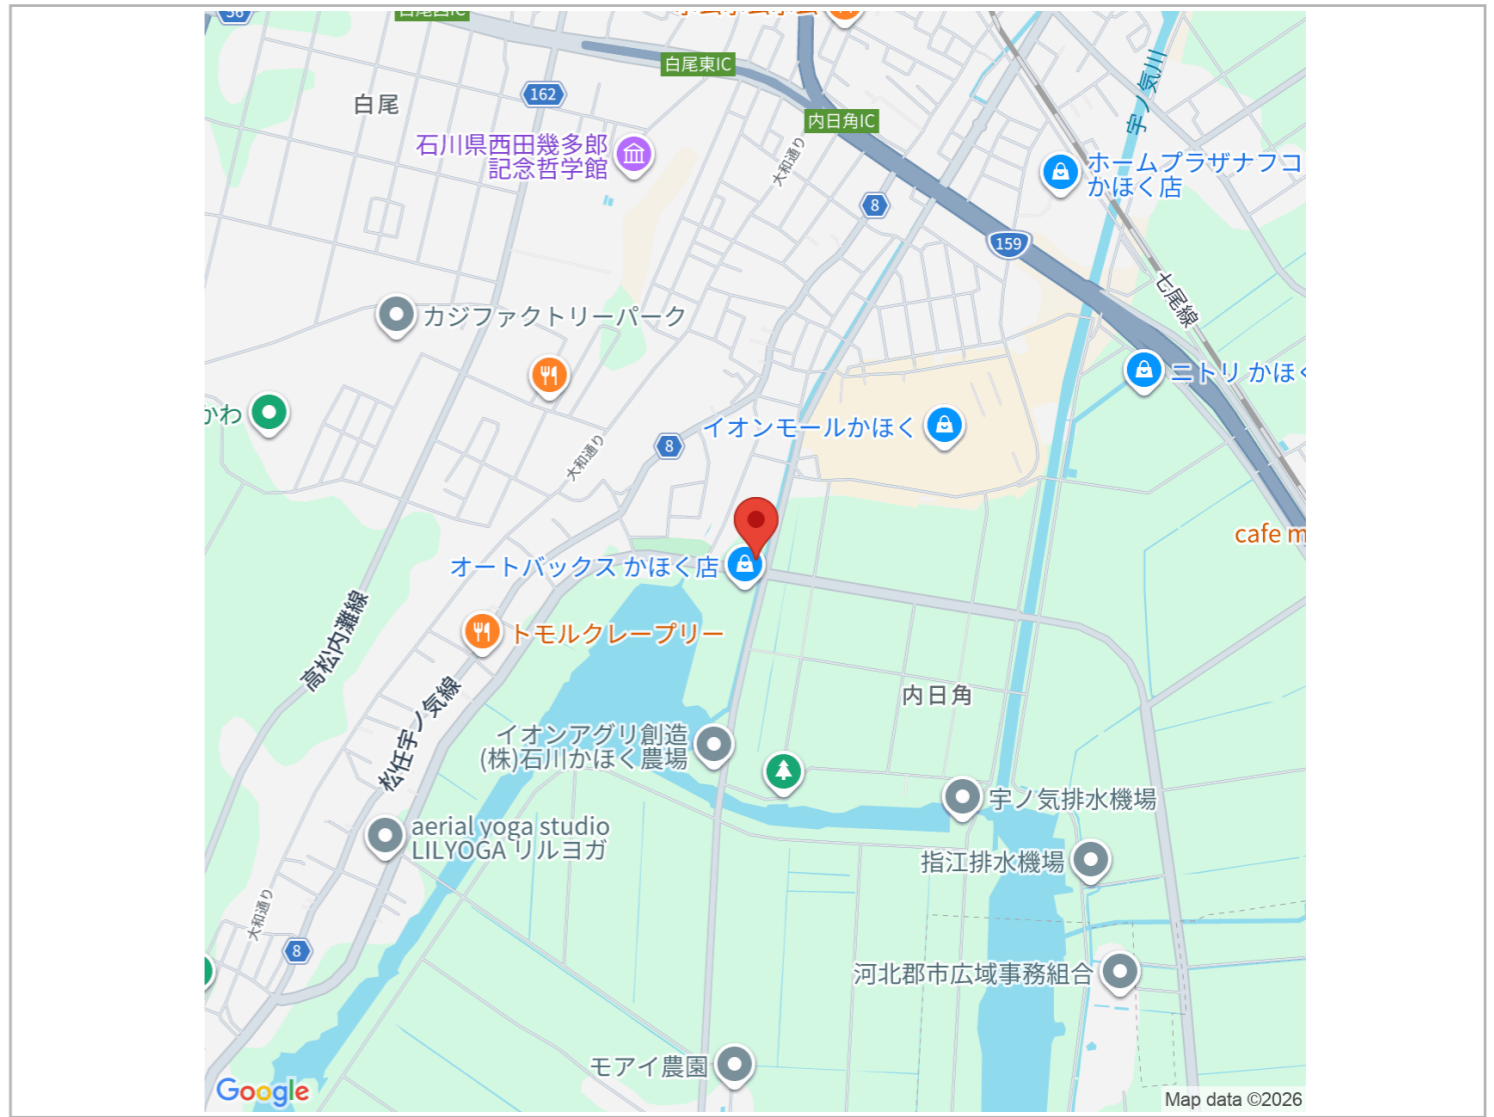 36
白尾西IC
白尾東IC
162
白尾
内日角IC
宇ノ気川
石川県西田幾多郎
記念哲学館
大和通り
ホームプラザナフコ
かほく店
8
159
七尾線
カジファクトリーパーク
ニトリ かほく
かわ
イオンモールかほく
8
大和通り
cafe m
オートバックス かほく店
高松内灘線
トモルクレープリー
松任宇ノ気線
内日角
イオンアグリ創造
(株)石川かほく農場
宇ノ気排水機場
aerial yoga studio
LILYOGA リルヨガ
指江排水機場
大和通り
8
河北郡市広域事務組合
モアイ農園
Google
Map data ©2026